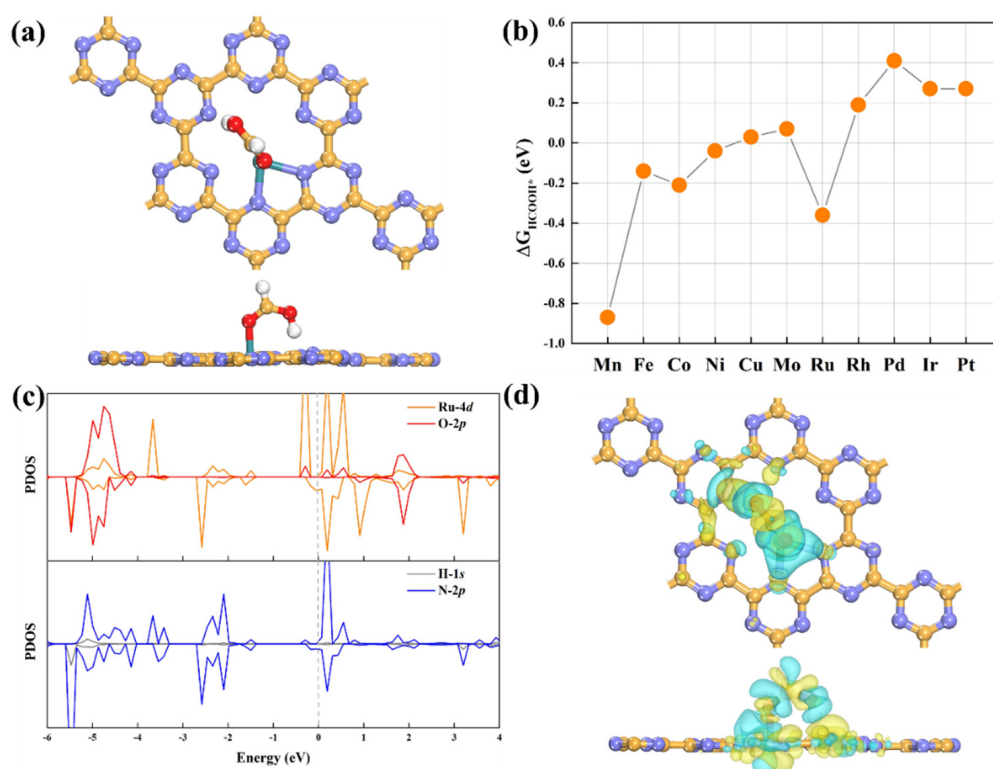 (a)
(b)
0.6
0.4
0.2
0.0
-0.2
-0.4
-0.6
-0.8
-1.0
ΔG_HCOOH* (eV)
Mn Fe Co Ni Cu Mo Ru Rh Pd Ir Pt
(c)
Ru-4d
O-2p
PDOS
H-1s
N-2p
PDOS
-6 -5 -4 -3 -2 -1 0 1 2 3 4
Energy (eV)
(d)